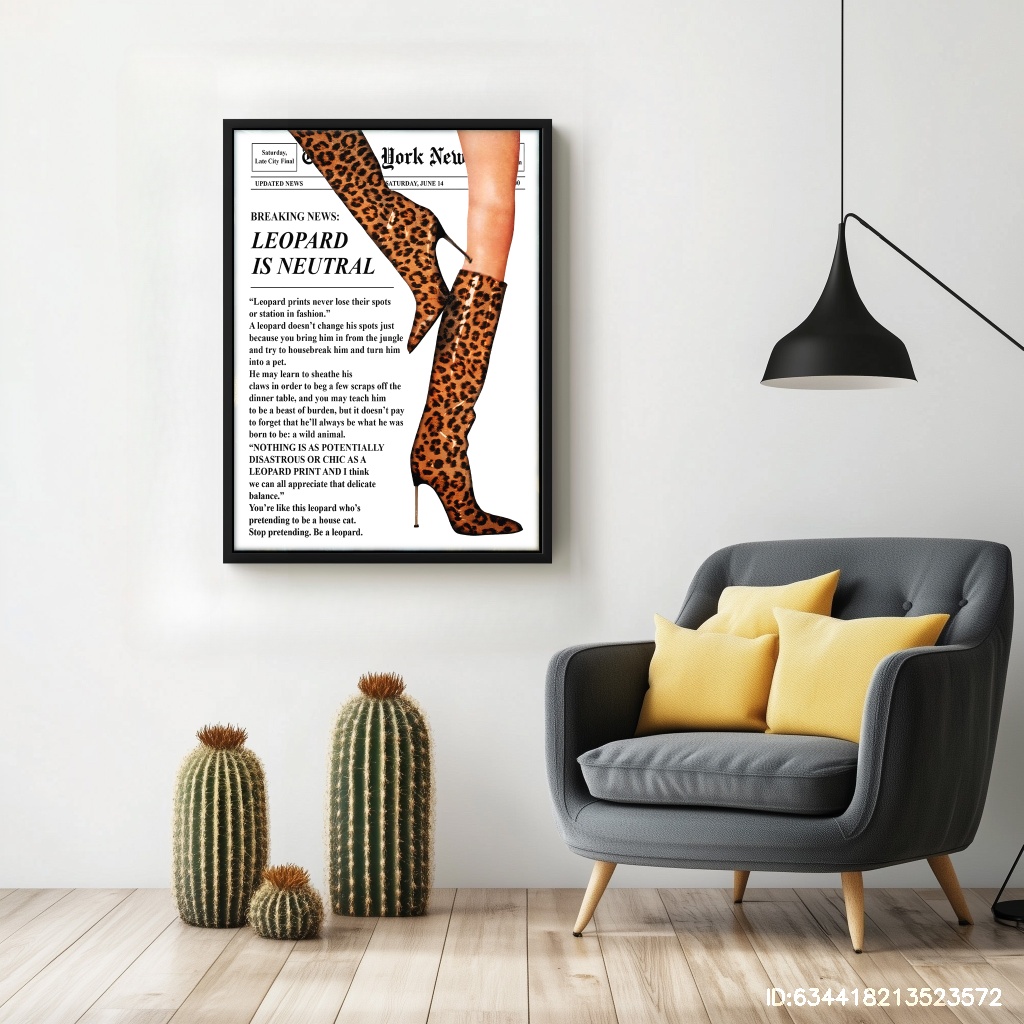 Saturday,
Late City Final
York New
UPDATED NEWS
SATURDAY, JUNE 14
BREAKING NEWS:
LEOPARD
IS NEUTRAL
“Leopard prints never lose their spots
or station in fashion.”
A leopard doesn’t change his spots just
because you bring him in from the jungle
and try to housebreak him and turn him
into a pet.
He may learn to sheathe his
claws in order to beg a few scraps off the
dinner table, and you may teach him
to be a beast of burden, but it doesn’t pay
to forget that he’ll always be what he was
born to be: a wild animal.
“NOTHING IS AS POTENTIALLY
DISASTROUS OR CHIC AS A
LEOPARD PRINT AND I think
we can all appreciate that delicate
balance.”
You’re like this leopard who’s
pretending to be a house cat.
Stop pretending. Be a leopard.
ID:634418213523572